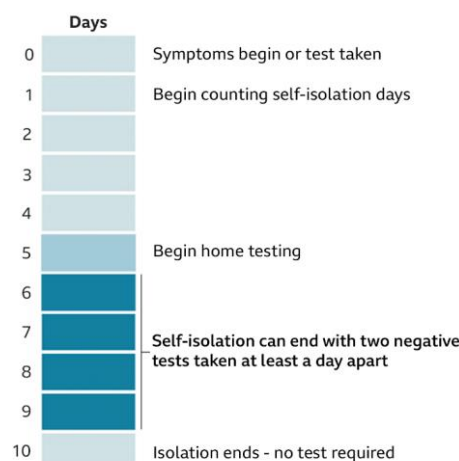 Days
0 Symptoms begin or test taken
1 Begin counting self-isolation days
2
3
4
5 Begin home testing
6
7
Self-isolation can end with two negative
tests taken at least a day apart
8
9
10 Isolation ends - no test required